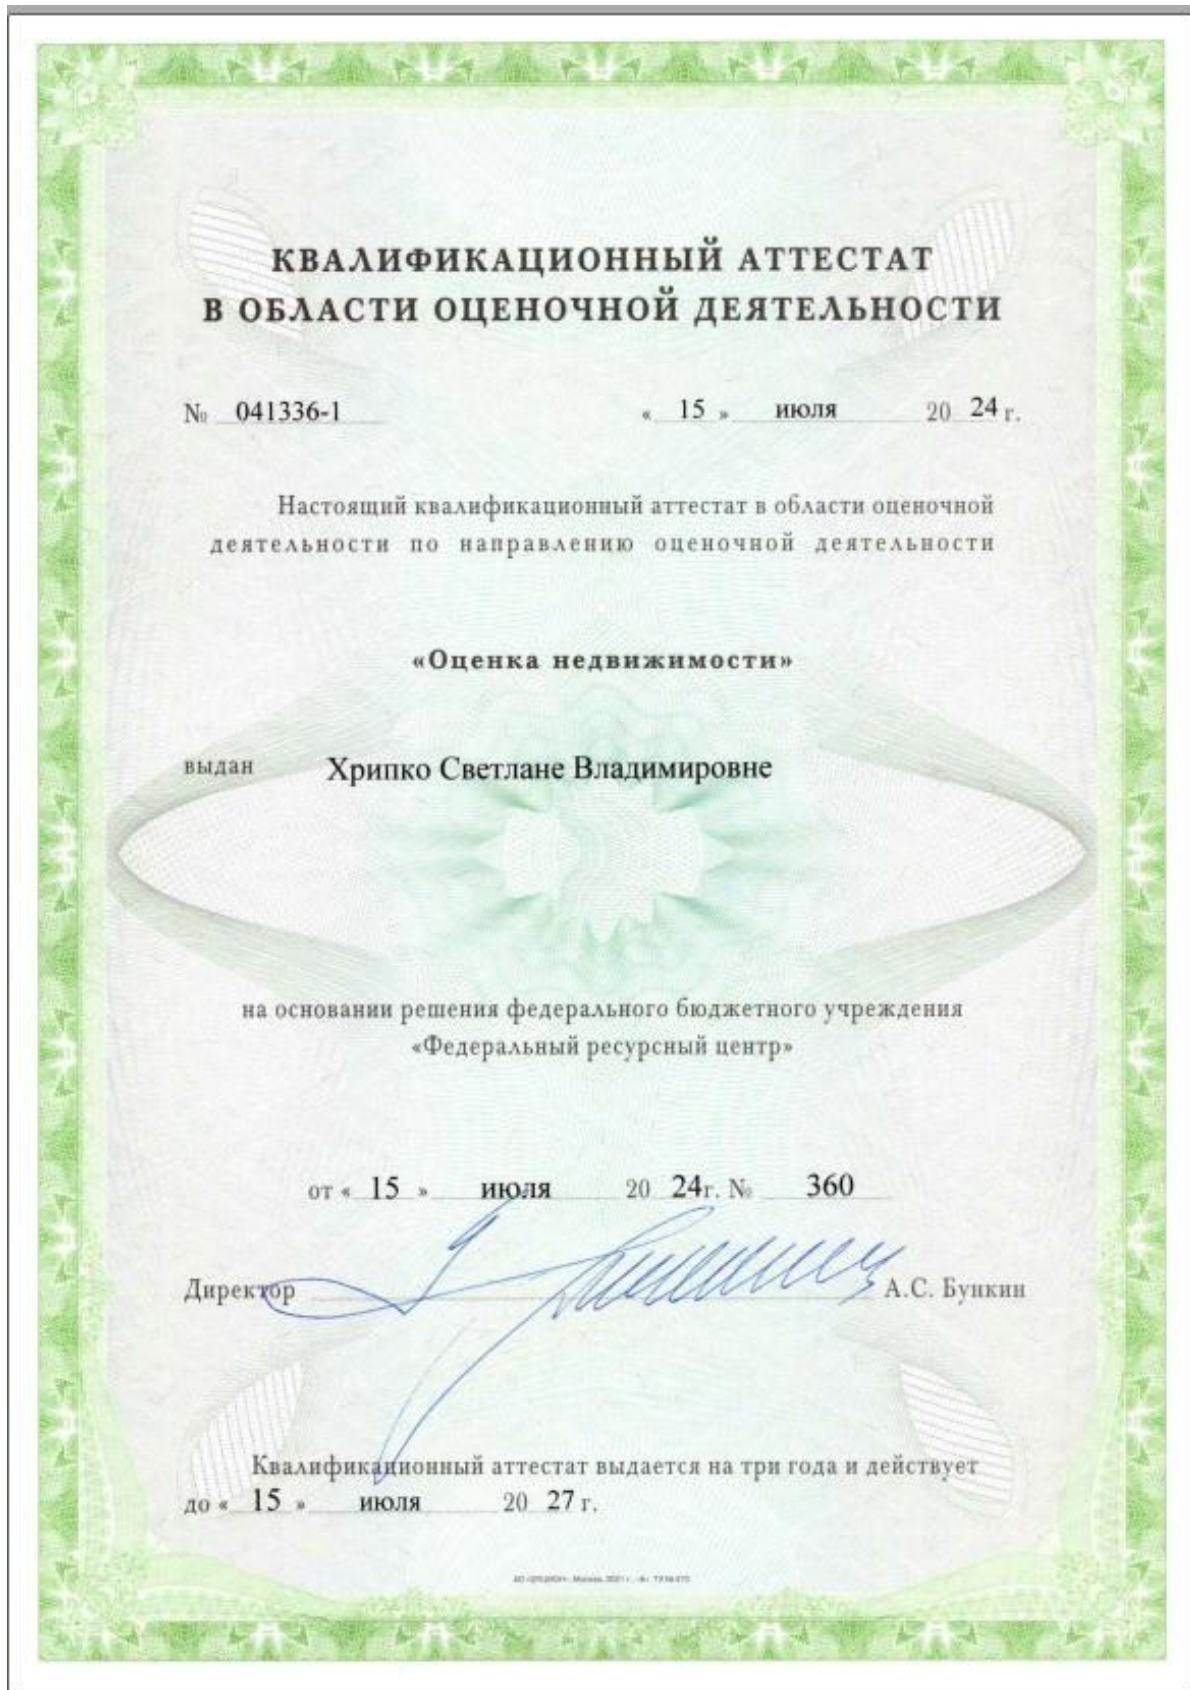 КВАЛИФИКАЦИОННЫЙ АТТЕСТАТ
В ОБЛАСТИ ОЦЕНОЧНОЙ ДЕЯТЕЛЬНОСТИ
№ 041336-1 « 15 » июля 20 24 г.
Настоящий квалификационный аттестат в области оценочной
деятельности по направлению оценочной деятельности
«Оценка недвижимости»
выдан Хрипко Светлане Владимировне
на основании решения федерального бюджетного учреждения
«Федеральный ресурсный центр»
от « 15 » июля 20 24г. № 360
Директор А.С. Бункин
Квалификационный аттестат выдается на три года и действует
до « 15 » июля 20 27 г.